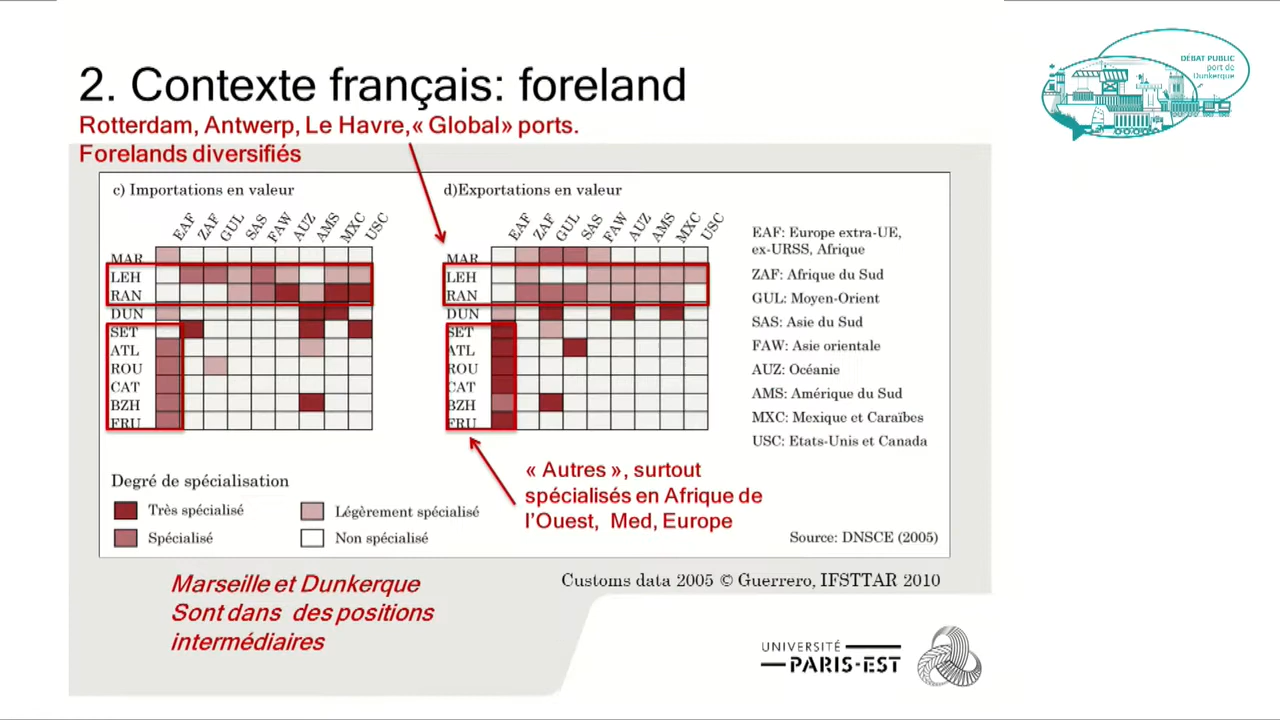 2. Contexte français: foreland
Rotterdam, Antwerp, Le Havre,« Global» ports.
Forelands diversifiés
DÉBAT PUBLIC
port de
Dunkerque
c) Importations en valeur
EAF ZAF GUL SAS FAW AUZ AMS MXC USC
MAR
LEH
RAN
DUN
SET
ATL
ROU
CAT
BZH
FRU
d)Exportations en valeur
EAF ZAF GUL SAS FAW AUZ AMS MXC USC
MAR
LEH
RAN
DUN
SET
ATL
ROU
CAT
BZH
FRU
EAF: Europe extra-UE,
ex-URSS, Afrique
ZAF: Afrique du Sud
GUL: Moyen-Orient
SAS: Asie du Sud
FAW: Asie orientale
AUZ: Océanie
AMS: Amérique du Sud
MXC: Mexique et Caraïbes
USC: Etats-Unis et Canada
« Autres », surtout
spécialisés en Afrique de
l'Ouest, Med, Europe
Degré de spécialisation
Très spécialisé
Légèrement spécialisé
Spécialisé
Non spécialisé
Source: DNSCE (2005)
Customs data 2005 © Guerrero, IFSTTAR 2010
Marseille et Dunkerque
Sont dans des positions
intermédiaires
UNIVERSITÉ
PARIS-EST